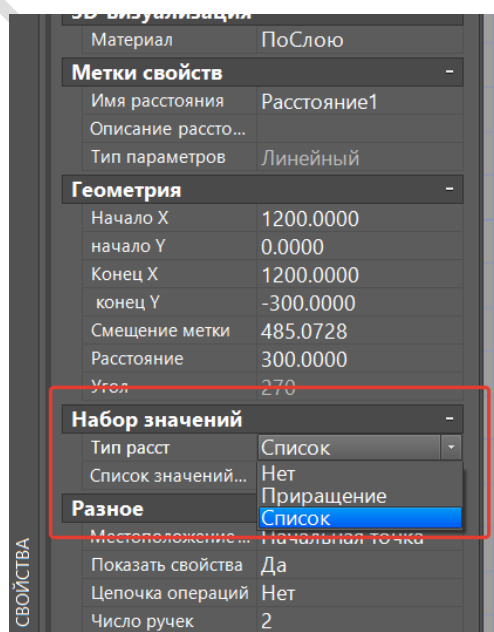 3D-визуализация
Материал ПоСлою
Метки свойств -
Имя расстояния Расстояние1
Описание рассто...
Тип параметров Линейный
Геометрия -
Начало X 1200.0000
начало Y 0.0000
Конец X 1200.0000
конец Y -300.0000
Смещение метки 485.0728
Расстояние 300.0000
Угол 270
Набор значений -
Тип расст Список
Список значений... Нет
Приращение
Разное Список
Местоположение... Начальная точка
Показать свойства Да
Цепочка операций Нет
Число ручек 2
СВОЙСТВА